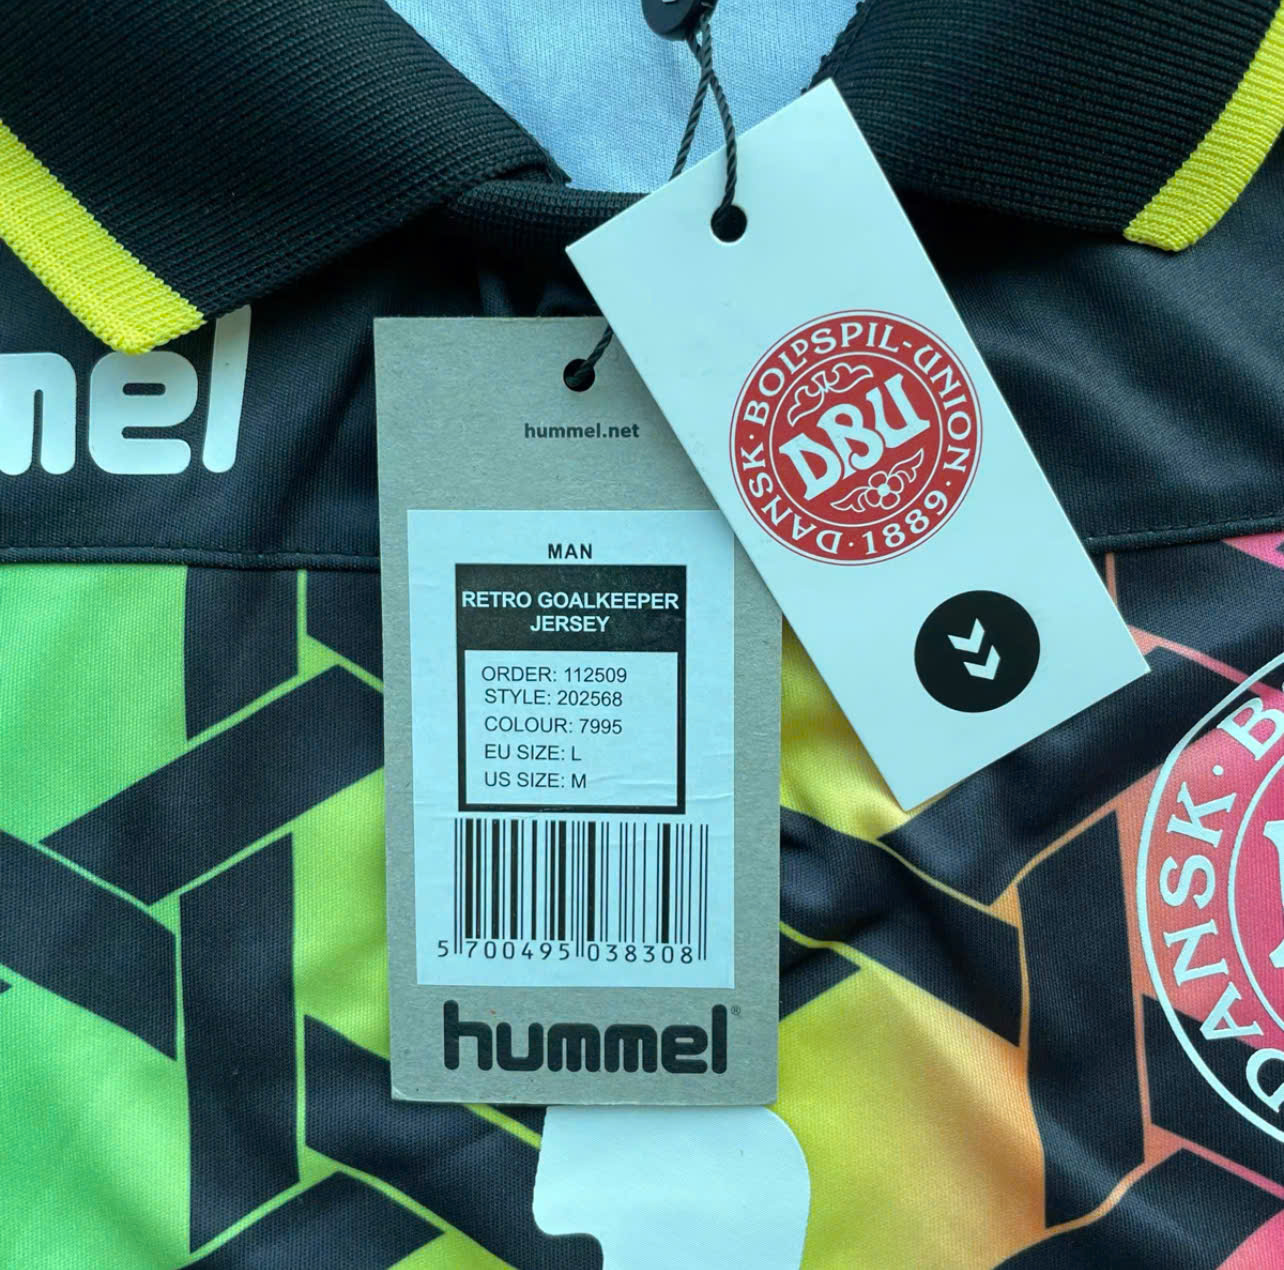 mel
hummel.net
MAN
RETRO GOALKEEPER
JERSEY
ORDER: 112509
STYLE: 202568
COLOUR: 7995
EU SIZE: L
US SIZE: M
5 700495 038308
hummel®
DANSK · BOLDSPIL-UNION · 1889 ·
DBU
DANSK · B
1